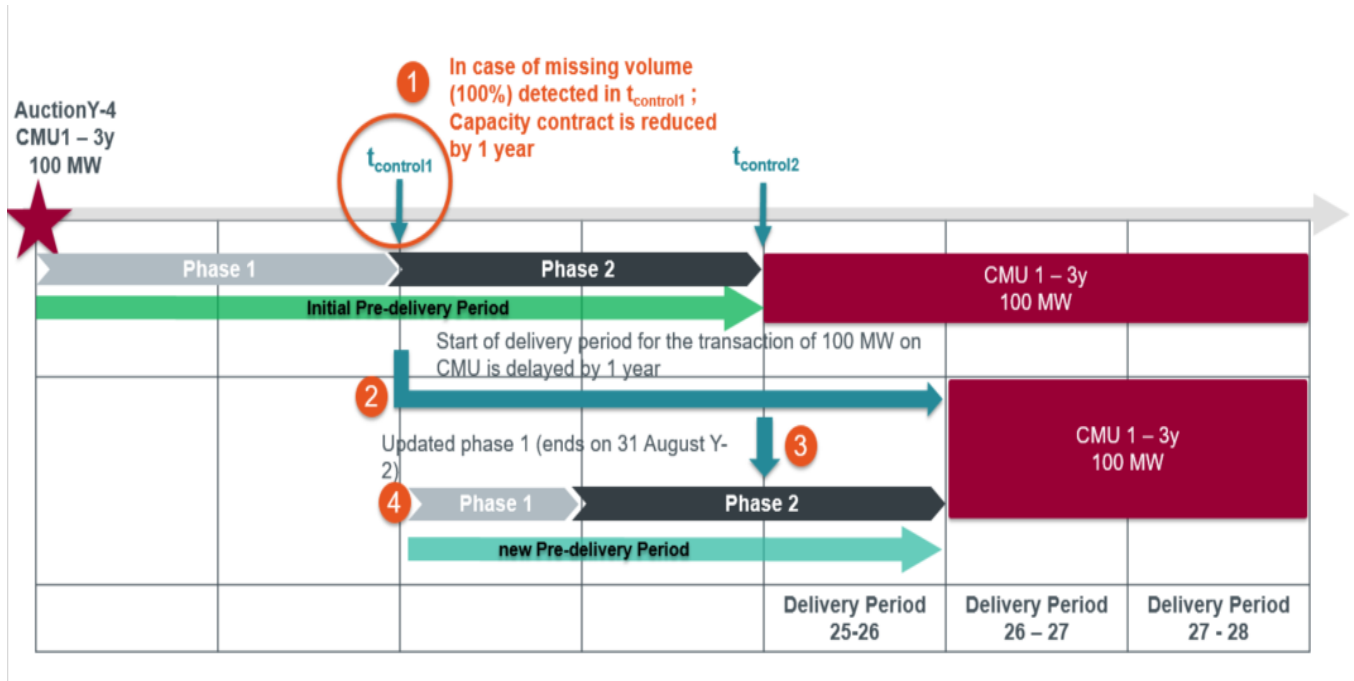 AuctionY-4
CMU1 – 3y
100 MW
1
In case of missing volume
(100%) detected in tcontrol1 ;
Capacity contract is reduced
by 1 year
tcontrol1
tcontrol2
Phase 1
Phase 2
CMU 1 – 3y
100 MW
Initial Pre-delivery Period
Start of delivery period for the transaction of 100 MW on
CMU is delayed by 1 year
2
CMU 1 – 3y
100 MW
Updated phase 1 (ends on 31 August Y-
2)
3
4
Phase 1
Phase 2
new Pre-delivery Period
Delivery Period
25-26
Delivery Period
26 – 27
Delivery Period
27 - 28